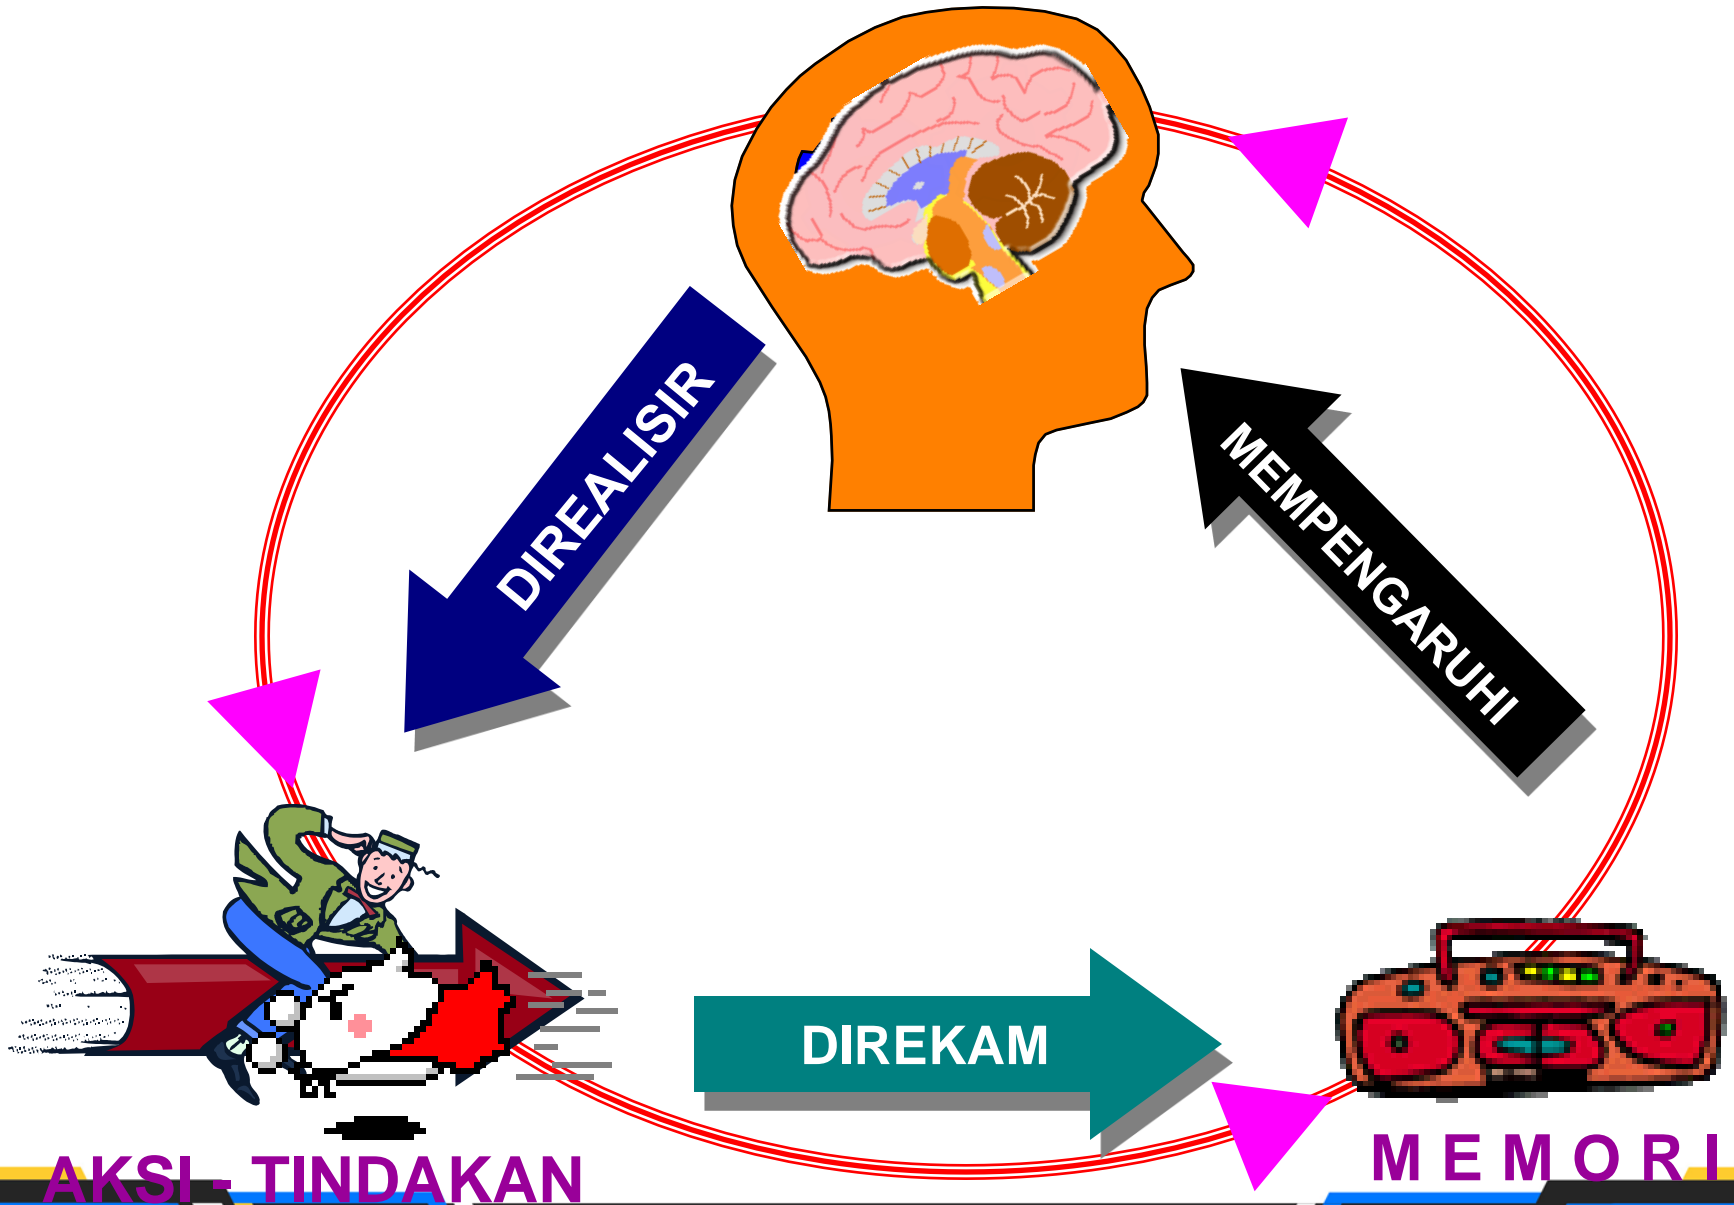 DIREALISIR
MEMPENGARUHI
DIREKAM
AKSI - TINDAKAN
M E M O R I